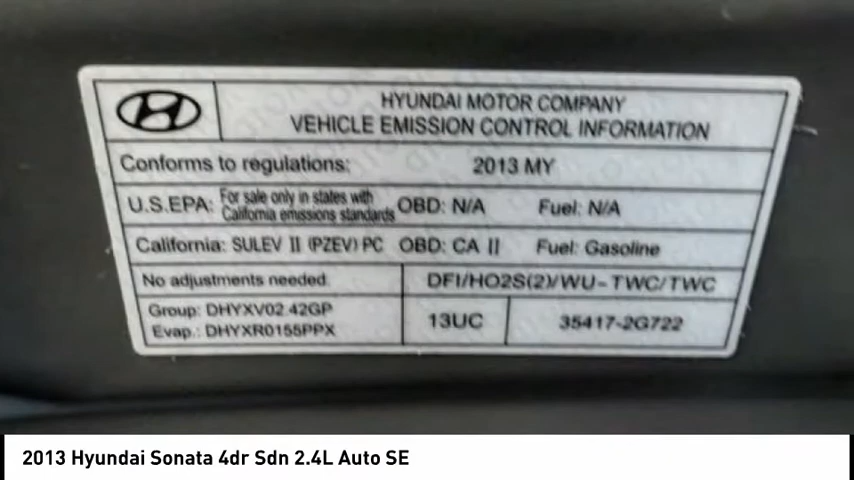 HYUNDAI MOTOR COMPANY
VEHICLE EMISSION CONTROL INFORMATION
Conforms to regulations: 2013 MY
U.S.EPA: For sale only in states with California emissions standards OBD: N/A Fuel: N/A
California: SULEV II (PZEV) PC OBD: CA II Fuel: Gasoline
No adjustments needed. DFI/HO2S(2)/WU-TWC/TWC
Group: DHYXV02.42GP
Evap.: DHYXR0155PPX
13UC
35417-2G722
2013 Hyundai Sonata 4dr Sdn 2.4L Auto SE